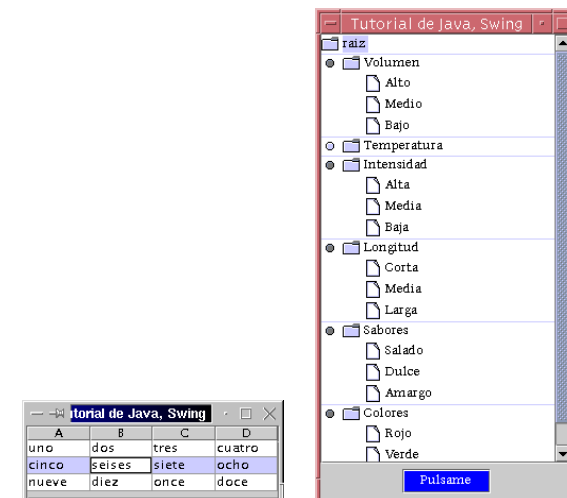 Tutorial de Java, Swing
raiz
Volumen
Alto
Medio
Bajo
Temperatura
Intensidad
Alta
Media
Baja
Longitud
Corta
Media
Larga
Sabores
Salado
Dulce
Amargo
Colores
Rojo
Verde
Pulsame
torial de Java, Swing
A B C D
uno dos tres cuatro
cinco seises siete ocho
nueve diez once doce